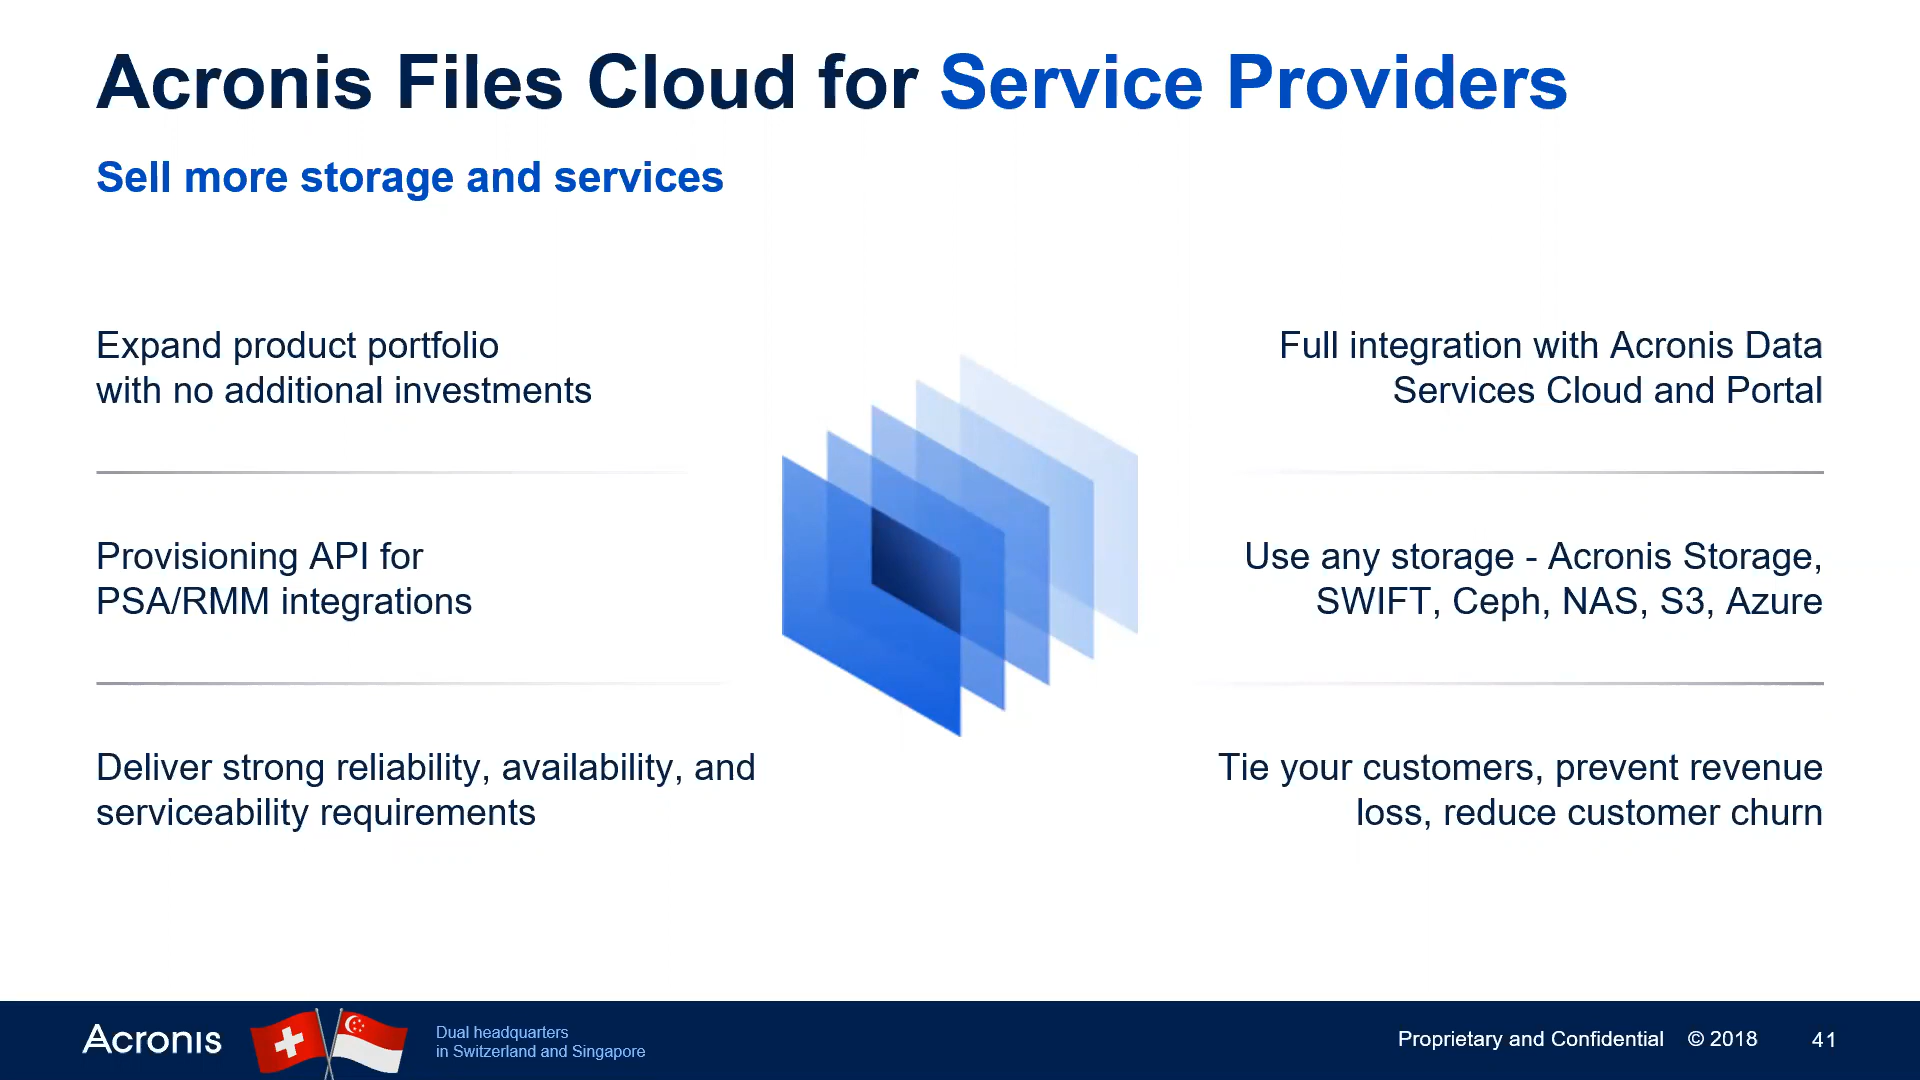 Acronis Files Cloud for Service Providers
Sell more storage and services
Expand product portfolio
with no additional investments
Provisioning API for
PSA/RMM integrations
Deliver strong reliability, availability, and
serviceability requirements
Full integration with Acronis Data
Services Cloud and Portal
Use any storage - Acronis Storage,
SWIFT, Ceph, NAS, S3, Azure
Tie your customers, prevent revenue
loss, reduce customer churn
Acronis
Dual headquarters
in Switzerland and Singapore
Proprietary and Confidential © 2018 41